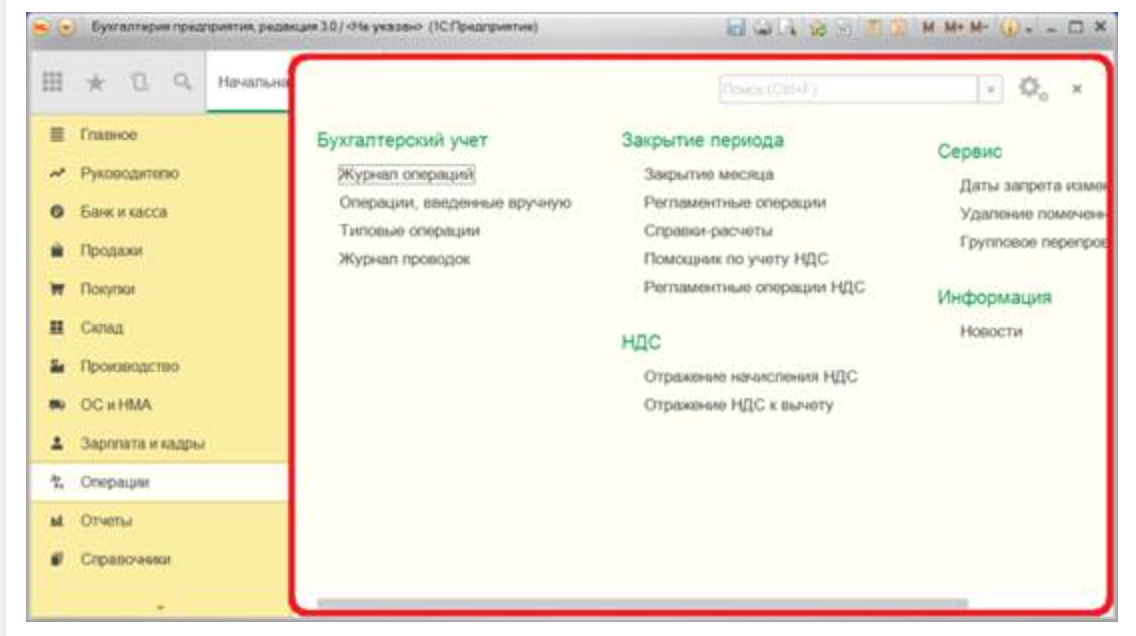 Бухгалтерия предприятия, редакция 3.0 / <Не указан> (1С:Предприятие)
M M+ M-
Начальна
Поиск (Ctrl+F)
Главное
Руководителю
Банк и касса
Продажи
Покупки
Склад
Производство
ОС и НМА
Зарплата и кадры
Операции
Отчеты
Справочники
Бухгалтерский учет
Журнал операций
Операции, введенные вручную
Типовые операции
Журнал проводок
Закрытие периода
Закрытие месяца
Регламентные операции
Справки-расчеты
Помощник по учету НДС
Регламентные операции НДС
НДС
Отражение начисления НДС
Отражение НДС к вычету
Сервис
Даты запрета измен
Удаление помеченн
Групповое перепров
Информация
Новости